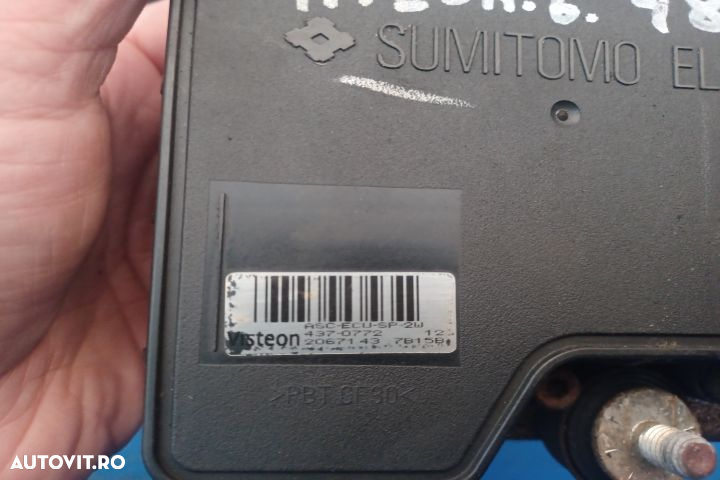 SUMITOMO EL
ASC-ECU-SP-2W
437-0772 12
Visteon 2067143 7B15B
>PBT GF30<
AUTOVIT.RO